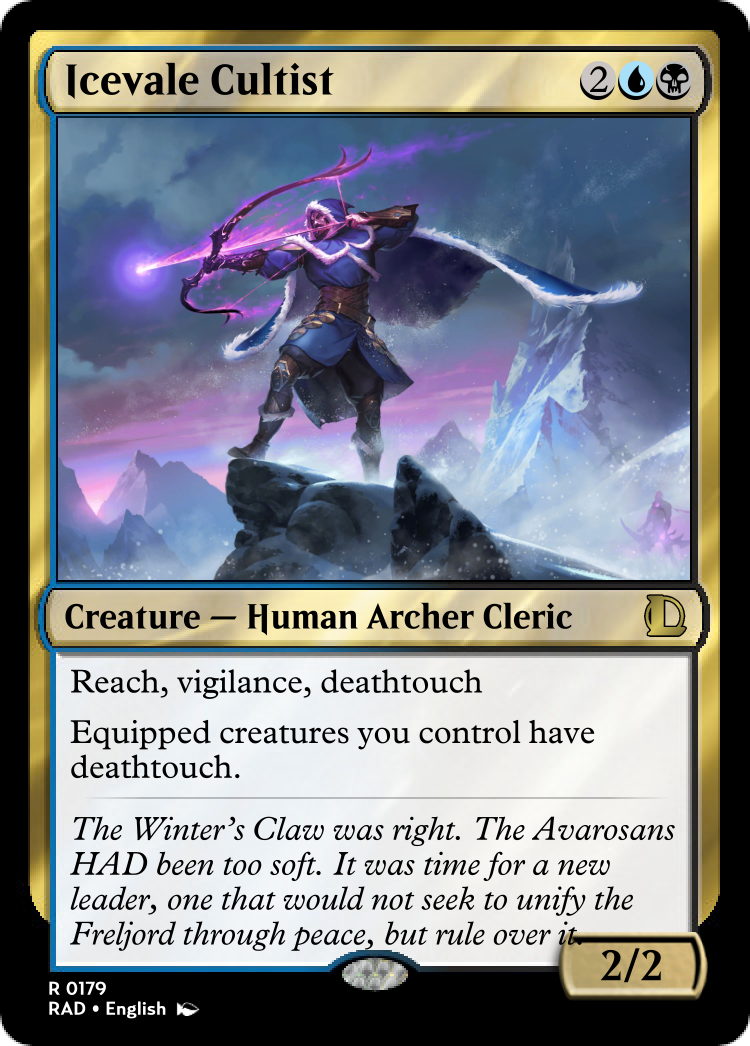 Icevale Cultist
2
Creature — Human Archer Cleric
Reach, vigilance, deathtouch
Equipped creatures you control have
deathtouch.
The Winter's Claw was right. The Avarosans
HAD been too soft. It was time for a new
leader, one that would not seek to unify the
Freljord through peace, but rule over it.
2/2
R 0179
RAD • English